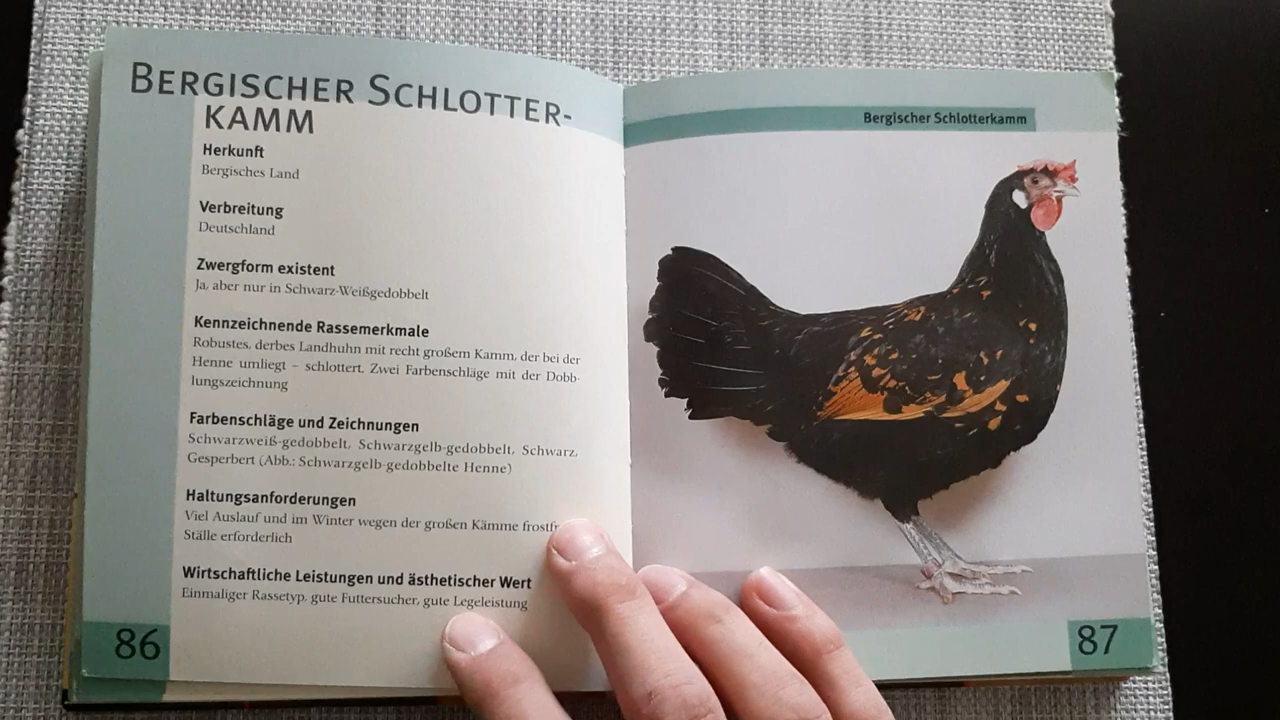 BERGISCHER SCHLOTTER-
KAMM
Herkunft
Bergisches Land
Verbreitung
Deutschland
Zwergform existent
Ja, aber nur in Schwarz-Weißgedobbelt
Kennzeichnende Rassemerkmale
Robustes, derbes Landhuhn mit recht großem Kamm, der bei der
Henne umliegt – schlottert. Zwei Farbenschläge mit der Dobb-
lungszeichnung
Farbenschläge und Zeichnungen
Schwarzweiß-gedobbelt, Schwarzgelb-gedobbelt, Schwarz,
Gesperbert (Abb.: Schwarzgelb-gedobbelte Henne)
Haltungsanforderungen
Viel Auslauf und im Winter wegen der großen Kämme
Ställe erforderlich
Wirtschaftliche Leistungen und ästhetischer Wert
Einmaliger Rassetyp, gute Futtersucher, gute Legeleistung
86
Bergischer Schlotterkamm
87